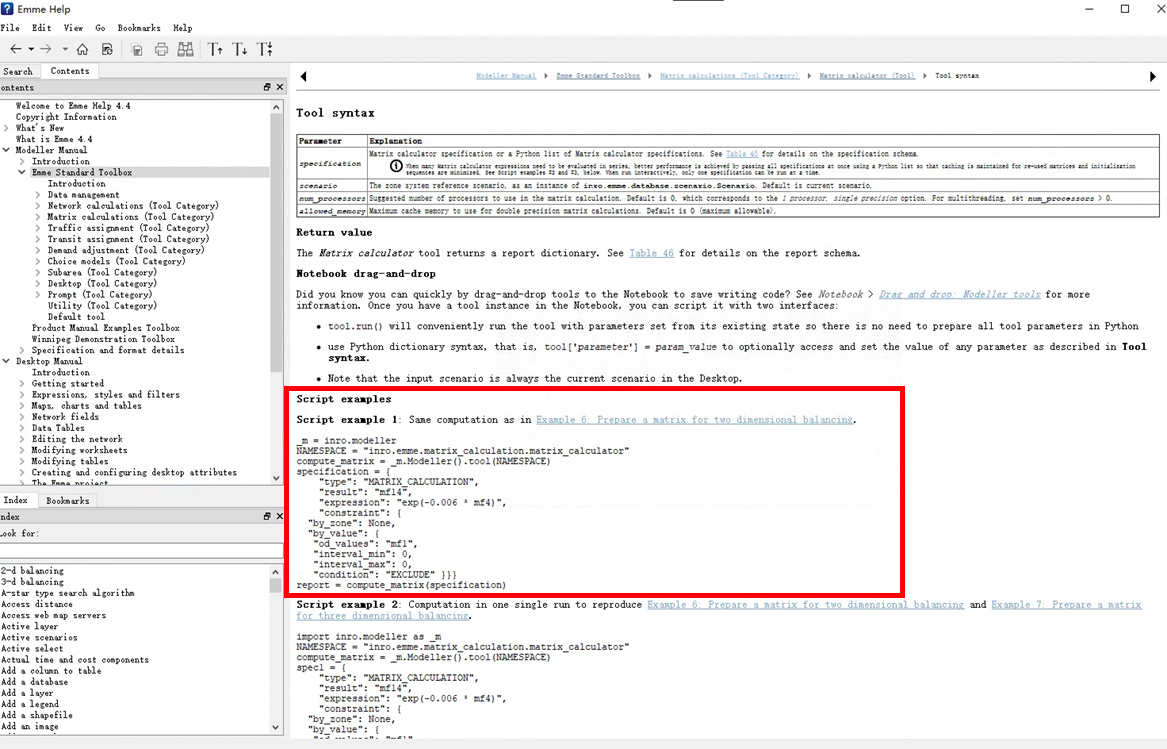 Emme Help
File Edit View Go Bookmarks Help
Search Contents
ontents
Welcome to Emme Help 4.4
Copyright Information
What's New
What is Emme 4.4
Modeller Manual
Introduction
Emme Standard Toolbox
Introduction
Data management
Network calculations (Tool Category)
Matrix calculations (Tool Category)
Traffic assignment (Tool Category)
Transit assignment (Tool Category)
Demand adjustment (Tool Category)
Choice models (Tool Category)
Subarea (Tool Category)
Desktop (Tool Category)
Prompt (Tool Category)
Utility (Tool Category)
Default tool
Product Manual Examples Toolbox
Winnipeg Demonstration Toolbox
Specification and format details
Desktop Manual
Introduction
Getting started
Expressions, styles and filters
Maps, charts and tables
Network fields
Data Tables
Editing the network
Modifying worksheets
Modifying tables
Creating and configuring desktop attributes
The Emme project
Index Bookmarks
ndex
Look for:
2-d balancing
3-d balancing
A-star type search algorithm
Access distance
Access web map servers
Active layer
Active scenarios
Active select
Actual time and cost components
Add a column to table
Add a database
Add a layer
Add a legend
Add a shapefile
Add an image
Modeller Manual Emme Standard Toolbox Matrix calculations (Tool Category) Matrix calculator (Tool) Tool syntax
Tool syntax
Parameter Explanation
specification Matrix calculator specification or a Python list of Matrix calculator specifications. See Table 45 for details on the specification schema.
When many Matrix calculator expressions need to be evaluated in series, better performance is achieved by passing all specifications at once using a Python list so that caching is maintained for re-used matrices and initialization
sequences are minimized. See Script examples #2 and #3, below. When run interactively, only one specification can be run at a time.
scenario The zone system reference scenario, as an instance of inro.emme.database.scenario.Scenario. Default is current scenario.
num_processors Suggested number of processors to use in the matrix calculation. Default is 0, which corresponds to the 1 processor, single precision option. For multithreading, set num_processors > 0.
allowed_memory Maximum cache memory to use for double precision matrix calculations. Default is 0 (maximum allowable).
Return value
The Matrix calculator tool returns a report dictionary. See Table 46 for details on the report schema.
Notebook drag-and-drop
Did you know you can quickly by drag-and-drop tools to the Notebook to save writing code? See Notebook > Drag and drop: Modeller tools for more
information. Once you have a tool instance in the Notebook, you can script it with two interfaces:
• tool.run() will conveniently run the tool with parameters set from its existing state so there is no need to prepare all tool parameters in Python
• use Python dictionary syntax, that is, tool['parameter'] = param_value to optionally access and set the value of any parameter as described in Tool
syntax.
• Note that the input scenario is always the current scenario in the Desktop.
Script examples
Script example 1: Same computation as in Example 6: Prepare a matrix for two dimensional balancing.
_m = inro.modeller
NAMESPACE = "inro.emme.matrix_calculation.matrix_calculator"
compute_matrix = _m.Modeller().tool(NAMESPACE)
specification = {
"type": "MATRIX_CALCULATION",
"result": "mf14",
"expression": "exp(-0.006 * mf4)",
"constraint": {
"by_zone": None,
"by_value": {
"od_values": "mf1",
"interval_min": 0,
"interval_max": 0,
"condition": "EXCLUDE" }}}
report = compute_matrix(specification)
Script example 2: Computation in one single run to reproduce Example 6: Prepare a matrix for two dimensional balancing and Example 7: Prepare a matrix
for three dimensional balancing.
import inro.modeller as _m
NAMESPACE = "inro.emme.matrix_calculation.matrix_calculator"
compute_matrix = _m.Modeller().tool(NAMESPACE)
spec1 = {
"type": "MATRIX_CALCULATION",
"result": "mf14",
"expression": "exp(-0.006 * mf4)",
"constraint": {
"by_zone": None,
"by_value": {
"od_values": "mf1",